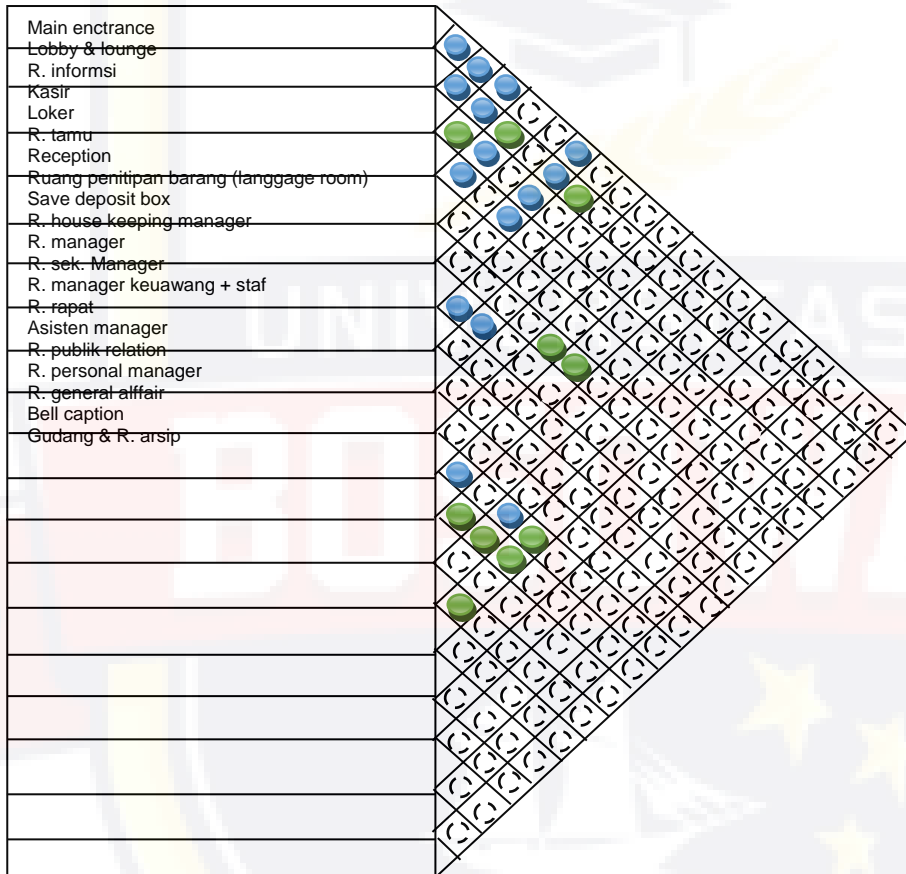 Main enctrance
Lobby & lounge
R. informsi
Kasir
Loker
R. tamu
Reception
Ruang penitipan barang (langgage room)
Save deposit box
R. house keeping manager
R. manager
R. sek. Manager
R. manager keuawang + staf
R. rapat
Asisten manager
R. publik relation
R. personal manager
R. general alffair
Bell caption
Gudang & R. arsip